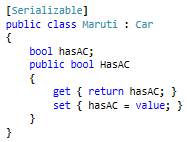 [Serializable]
public class Maruti : Car
{
    bool hasAC;
    public bool HasAC
    {
        get { return hasAC; }
        set { hasAC = value; }
    }
}